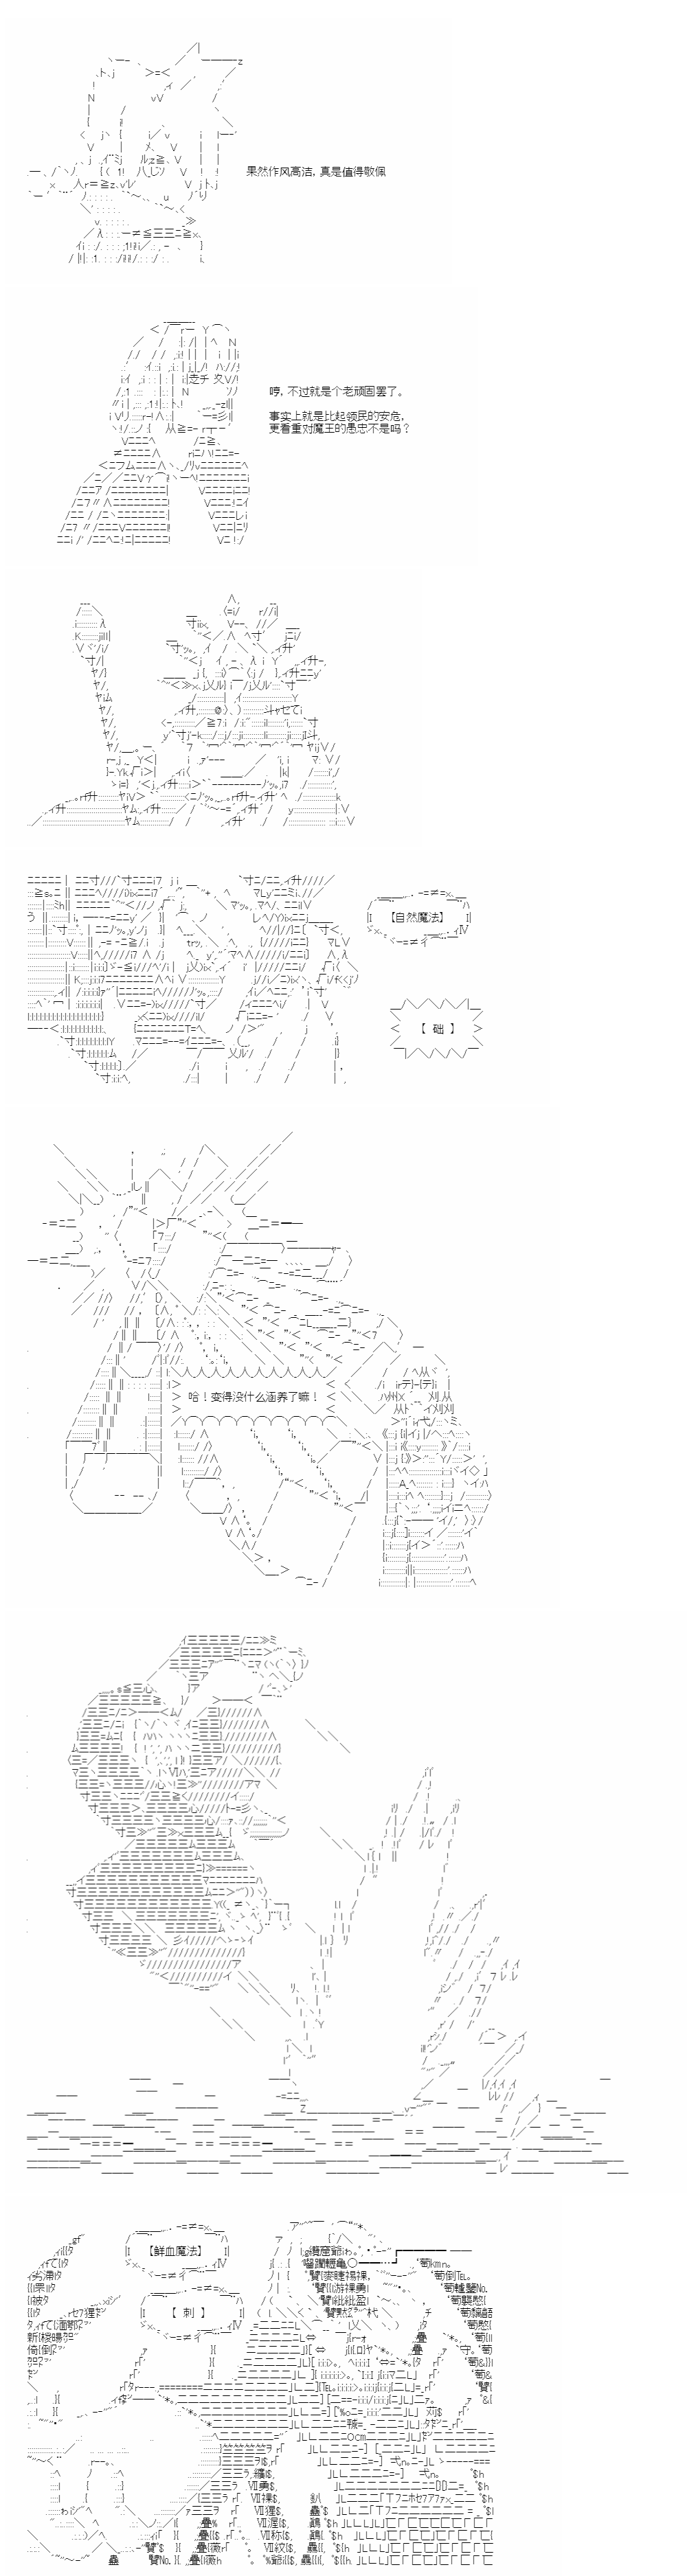 果然作风高洁，真是值得敬佩
哼，不过就是个老顽固罢了。
事实上就是比起领民的安危，
更看重对魔王的愚忠不是吗？
【自然魔法】
【 础 】
哈！变得没什么涵养了嘛！
【鲜血魔法】
【 刺 】